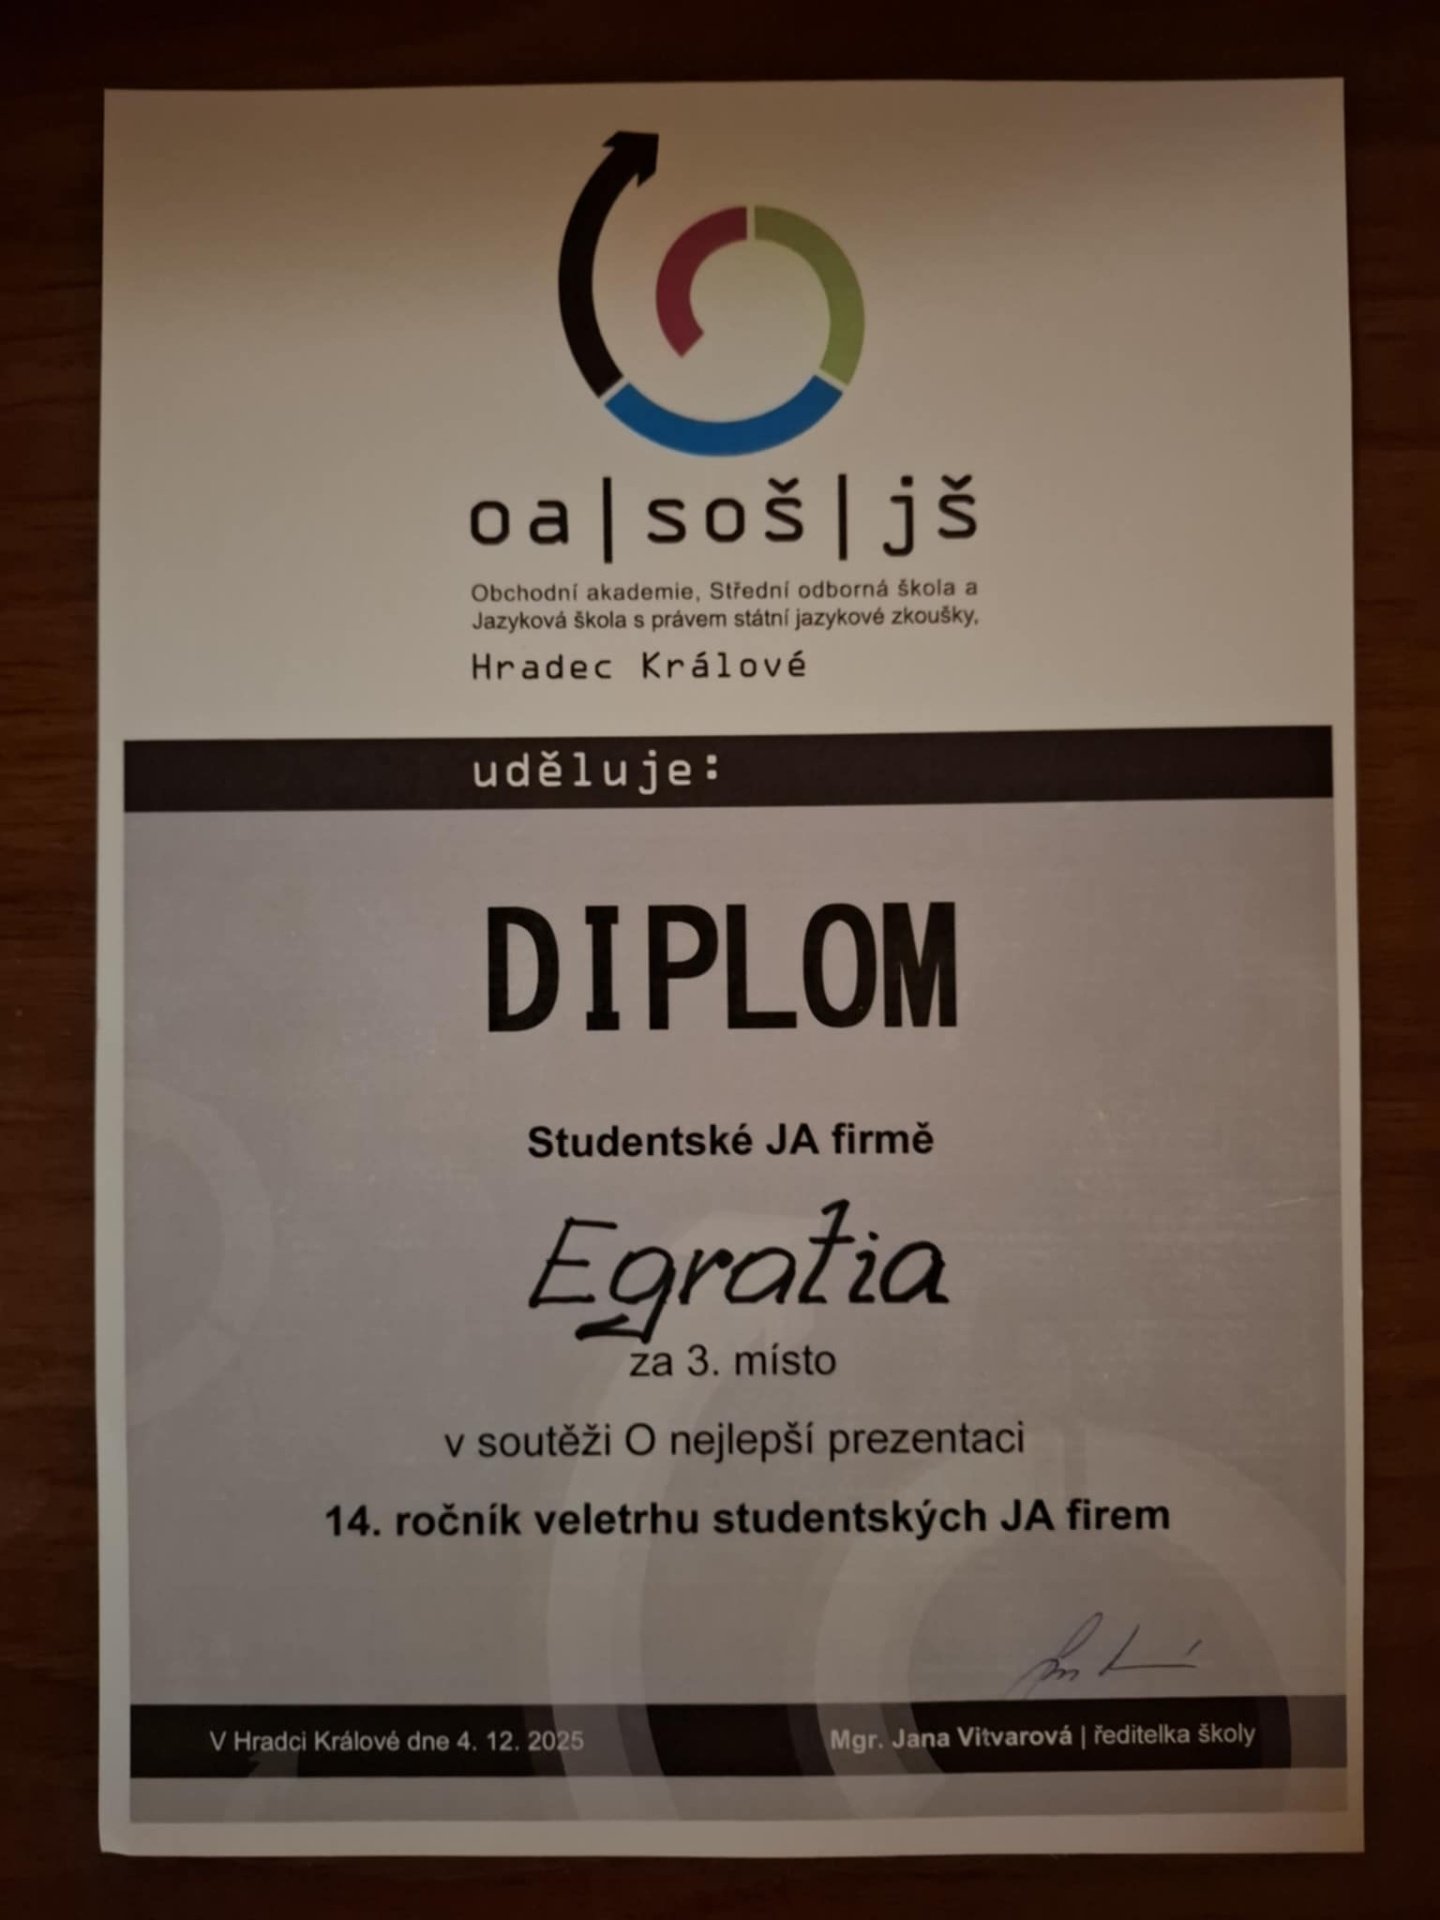 oa|soš|jš
Obchodní akademie, Střední odborná škola a
Jazyková škola s právem státní jazykové zkoušky,
Hradec Králové
uděluje:
DIPLOM
Studentské JA firmě
Egratia
za 3. místo
v soutěži O nejlepší prezentaci
14. ročník veletrhu studentských JA firem
V Hradci Králové dne 4. 12. 2025
Mgr. Jana Vitvarová | ředitelka školy